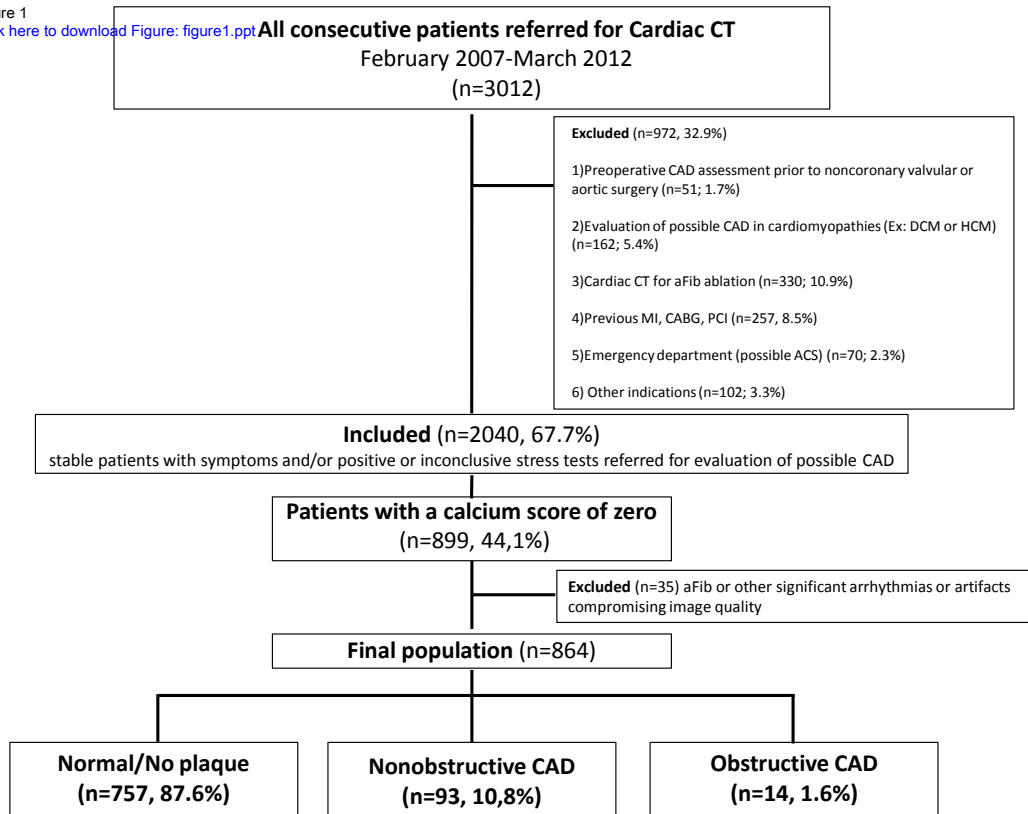 re 1
k here to download Figure: figure1.ppt
All consecutive patients referred for Cardiac CT
February 2007-March 2012
(n=3012)
Excluded (n=972, 32.9%)
1)Preoperative CAD assessment prior to noncoronary valvular or
aortic surgery (n=51; 1.7%)
2)Evaluation of possible CAD in cardiomyopathies (Ex: DCM or HCM)
(n=162; 5.4%)
3)Cardiac CT for aFib ablation (n=330; 10.9%)
4)Previous MI, CABG, PCI (n=257, 8.5%)
5)Emergency department (possible ACS) (n=70; 2.3%)
6) Other indications (n=102; 3.3%)
Included (n=2040, 67.7%)
stable patients with symptoms and/or positive or inconclusive stress tests referred for evaluation of possible CAD
Patients with a calcium score of zero
(n=899, 44,1%)
Excluded (n=35) aFib or other significant arrhythmias or artifacts
compromising image quality
Final population (n=864)
Normal/No plaque
(n=757, 87.6%)
Nonobstructive CAD
(n=93, 10,8%)
Obstructive CAD
(n=14, 1.6%)